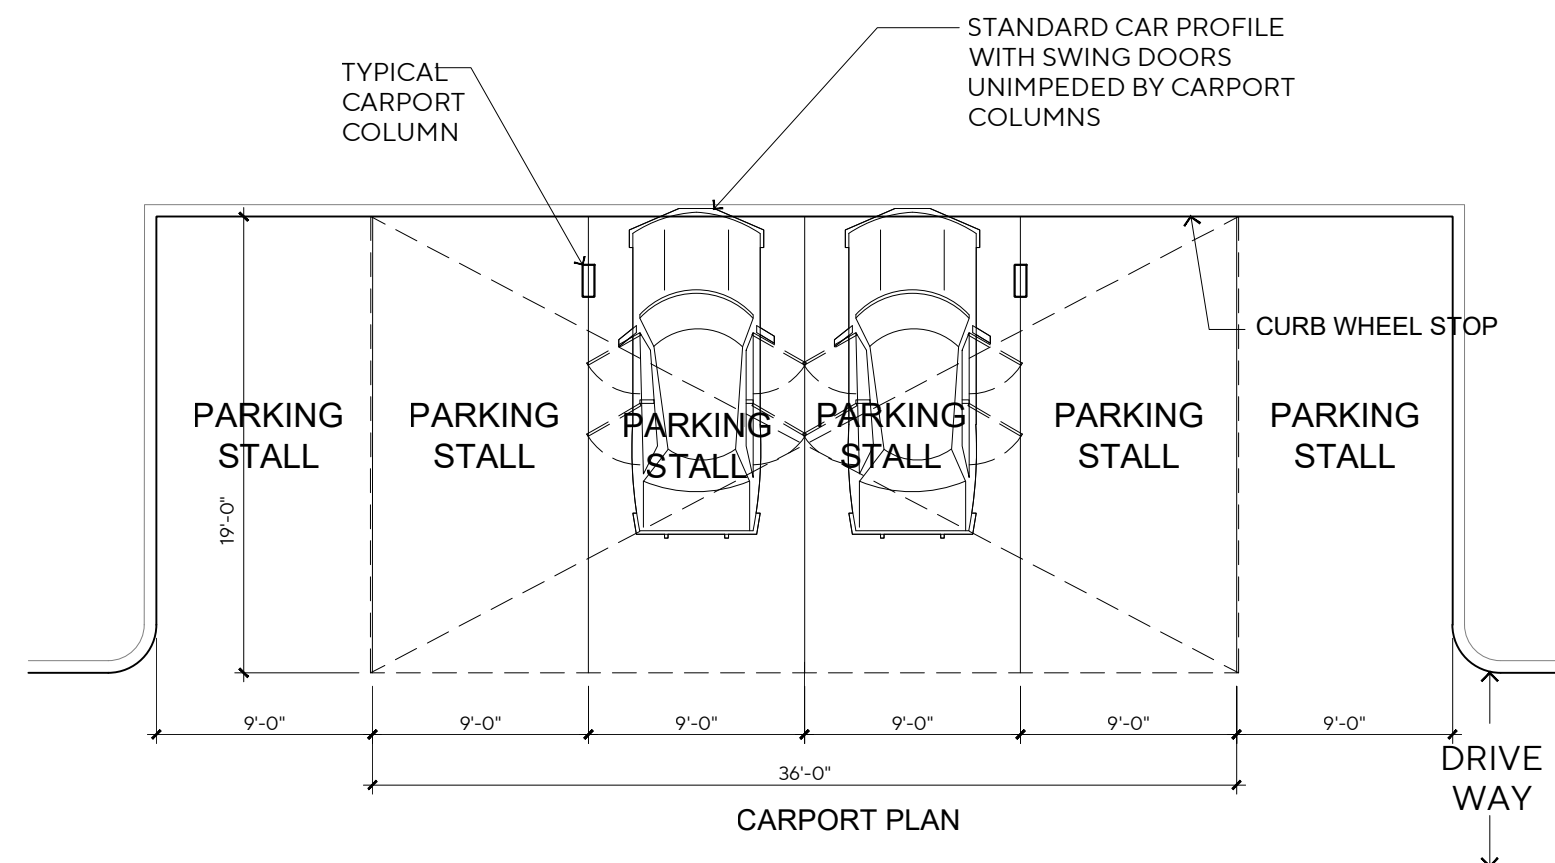 STANDARD CAR PROFILE
WITH SWING DOORS
UNIMPEDED BY CARPORT
COLUMNS
TYPICAL
CARPORT
COLUMN
CURB WHEEL STOP
PARKING
STALL
PARKING
STALL
PARKING
STALL
PARKING
STALL
PARKING
STALL
PARKING
STALL
19'-0"
9'-0"
9'-0"
9'-0"
9'-0"
9'-0"
9'-0"
36'-0"
DRIVE
WAY
CARPORT PLAN